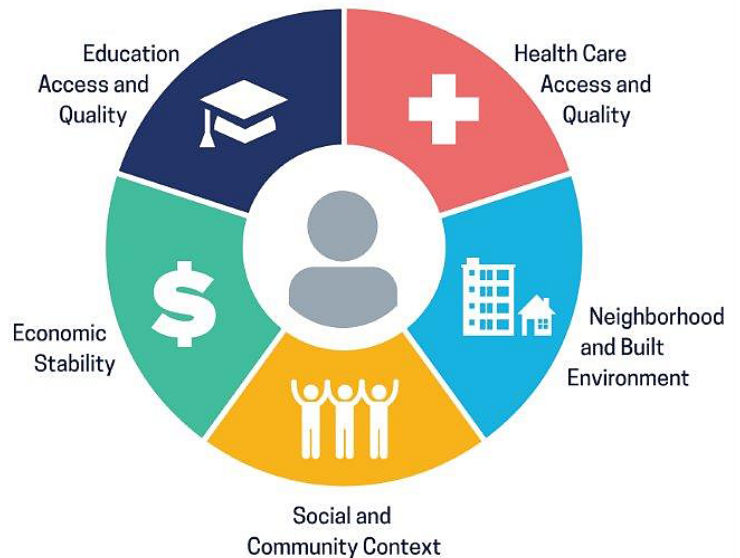 Education
Access and
Quality
Health Care
Access and
Quality
$
Economic
Stability
Neighborhood
and Built
Environment
Social and
Community Context